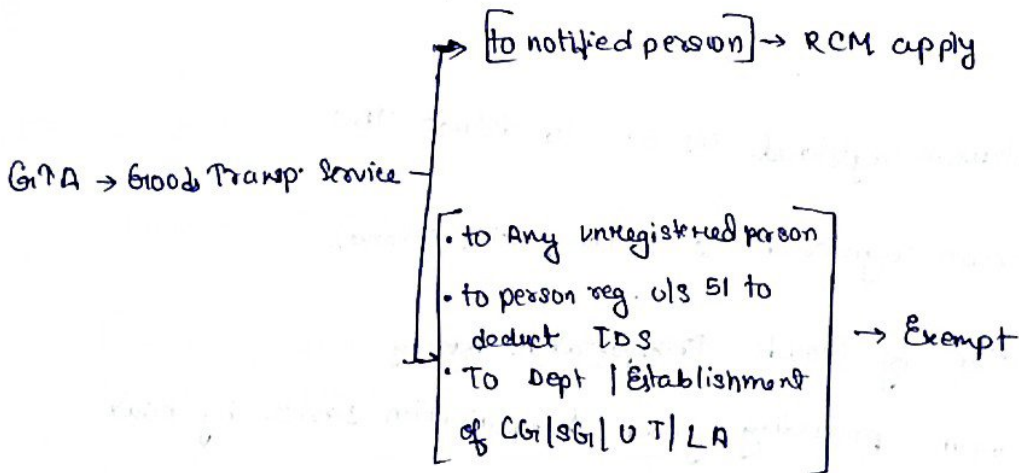 [to notified person] → RCM apply
GTA → Goods Transp. Service
• to Any unregistered person
• to person reg. u/s 51 to
deduct TDS
• To Dept | Establishment
of CG|SG| UT| LA
→ Exempt